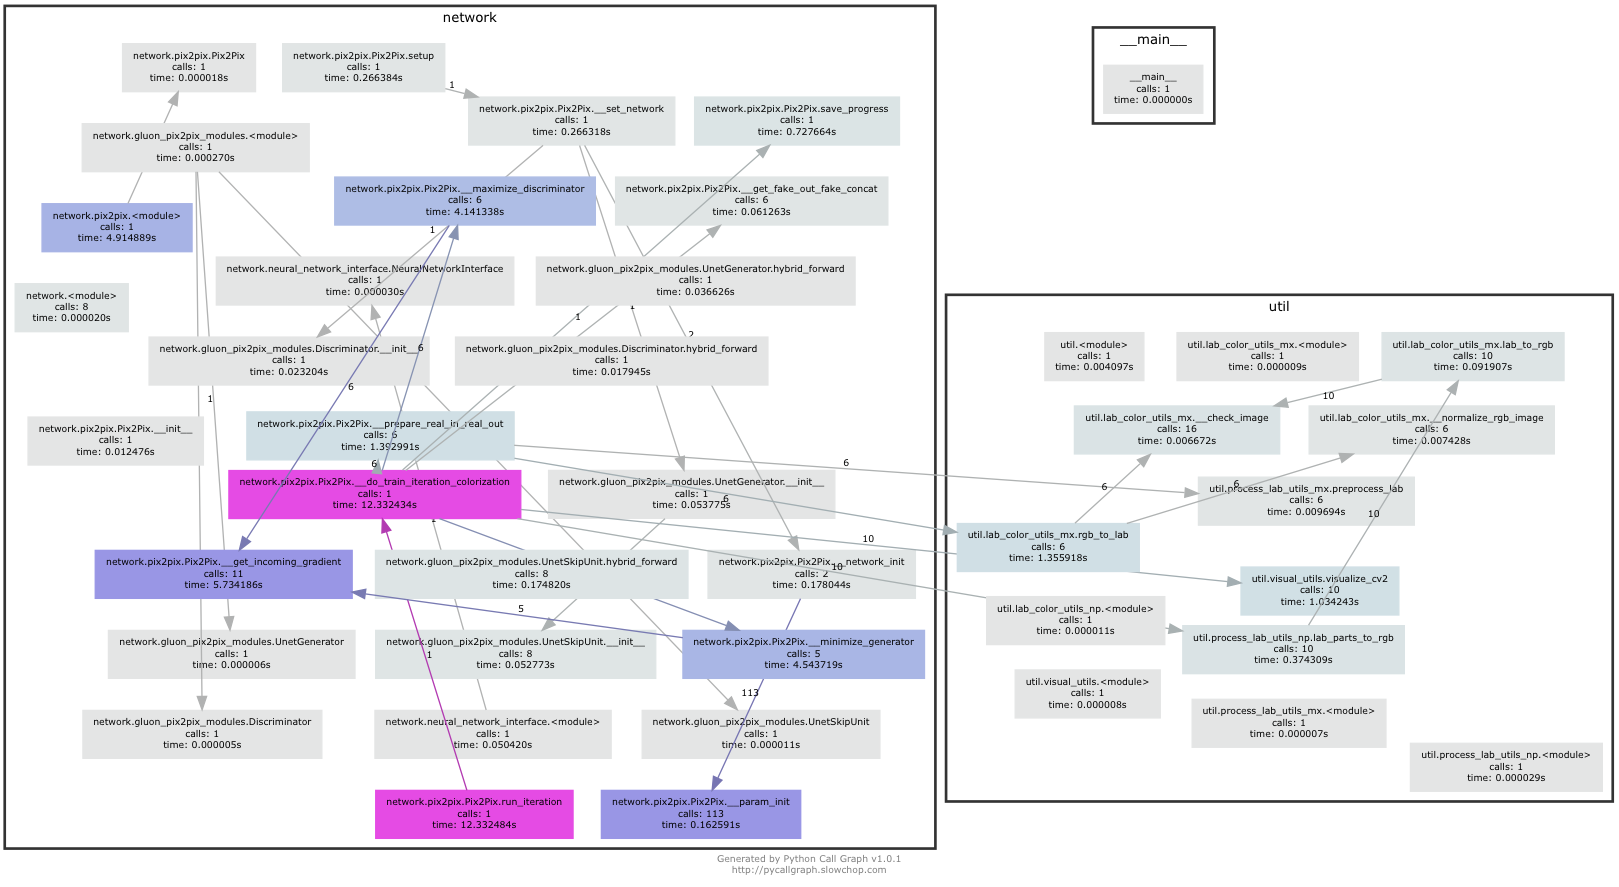 network
network.pix2pix.Pix2Pix
calls: 1
time: 0.000018s
network.pix2pix.Pix2Pix.setup
calls: 1
time: 0.266384s
1
network.pix2pix.Pix2Pix.__set_network
calls: 1
time: 0.266318s
network.pix2pix.Pix2Pix.save_progress
calls: 1
time: 0.727664s
network.gluon_pix2pix_modules.<module>
calls: 1
time: 0.000270s
network.pix2pix.Pix2Pix.__maximize_discriminator
calls: 6
time: 4.141338s
network.pix2pix.Pix2Pix.__get_fake_out_fake_concat
calls: 6
time: 0.061263s
network.pix2pix.<module>
calls: 1
time: 4.914889s
1
network.neural_network_interface.NeuralNetworkInterface
calls: 1
time: 0.000030s
network.gluon_pix2pix_modules.UnetGenerator.hybrid_forward
calls: 1
time: 0.036626s
network.<module>
calls: 8
time: 0.000020s
1
1
2
network.gluon_pix2pix_modules.Discriminator.__init__
calls: 1
time: 0.023204s
6
network.gluon_pix2pix_modules.Discriminator.hybrid_forward
calls: 1
time: 0.017945s
6
1
network.pix2pix.Pix2Pix.__init__
calls: 1
time: 0.012476s
network.pix2pix.Pix2Pix.__prepare_real_in_real_out
calls: 6
time: 1.392991s
6
6
network.pix2pix.Pix2Pix.__do_train_iteration_colorization
calls: 1
time: 12.332434s
network.gluon_pix2pix_modules.UnetGenerator.__init__
calls: 1
time: 0.053775s
6
1
10
network.pix2pix.Pix2Pix.__get_incoming_gradient
calls: 11
time: 5.734186s
network.gluon_pix2pix_modules.UnetSkipUnit.hybrid_forward
calls: 8
time: 0.174820s
network.pix2pix.Pix2Pix.__network_init
calls: 2
time: 0.178044s
10
5
network.gluon_pix2pix_modules.UnetGenerator
calls: 1
time: 0.000006s
network.gluon_pix2pix_modules.UnetSkipUnit.__init__
calls: 8
time: 0.052773s
1
network.pix2pix.Pix2Pix.__minimize_generator
calls: 5
time: 4.543719s
113
network.gluon_pix2pix_modules.Discriminator
calls: 1
time: 0.000005s
network.neural_network_interface.<module>
calls: 1
time: 0.050420s
network.gluon_pix2pix_modules.UnetSkipUnit
calls: 1
time: 0.000011s
network.pix2pix.Pix2Pix.run_iteration
calls: 1
time: 12.332484s
network.pix2pix.Pix2Pix.__param_init
calls: 113
time: 0.162591s
__main__
__main__
calls: 1
time: 0.000000s
util
util.<module>
calls: 1
time: 0.004097s
util.lab_color_utils_mx.<module>
calls: 1
time: 0.000009s
util.lab_color_utils_mx.lab_to_rgb
calls: 10
time: 0.091907s
10
util.lab_color_utils_mx.__check_image
calls: 16
time: 0.006672s
util.lab_color_utils_mx.__normalize_rgb_image
calls: 6
time: 0.007428s
6
6
util.process_lab_utils_mx.preprocess_lab
calls: 6
time: 0.009694s
10
util.lab_color_utils_mx.rgb_to_lab
calls: 6
time: 1.355918s
util.visual_utils.visualize_cv2
calls: 10
time: 1.034243s
util.lab_color_utils_np.<module>
calls: 1
time: 0.000011s
util.process_lab_utils_np.lab_parts_to_rgb
calls: 10
time: 0.374309s
util.visual_utils.<module>
calls: 1
time: 0.000008s
util.process_lab_utils_mx.<module>
calls: 1
time: 0.000007s
util.process_lab_utils_np.<module>
calls: 1
time: 0.000029s
Generated by Python Call Graph v1.0.1
http://pycallgraph.slowchop.com